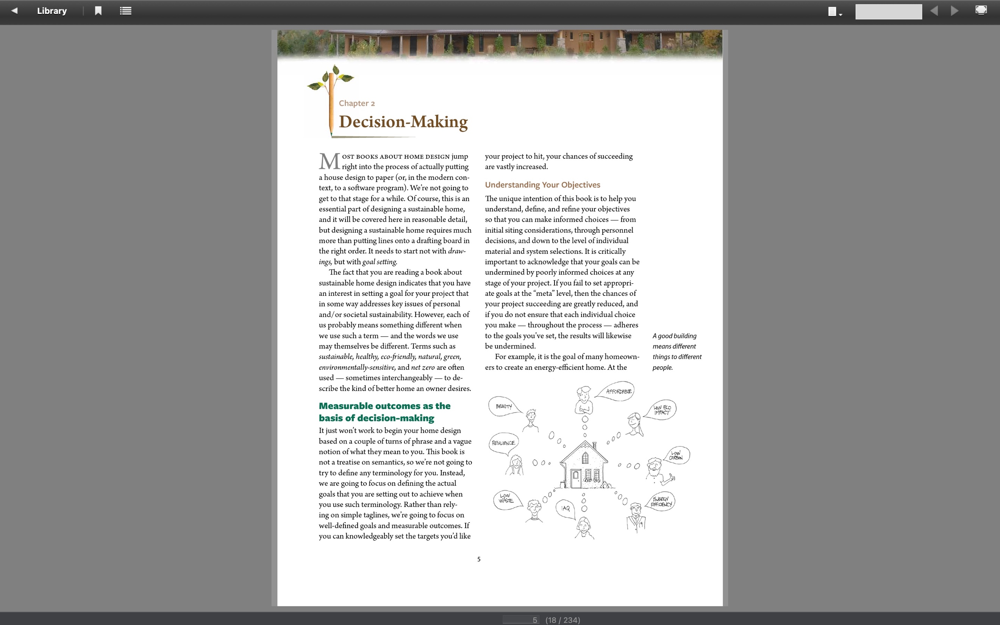 Library
Chapter 2
Decision-Making
MOST BOOKS ABOUT HOME DESIGN jump
right into the process of actually putting
a house design to paper (or, in the modern con-
text, to a software program). We’re not going to
get to that stage for a while. Of course, this is an
essential part of designing a sustainable home,
and it will be covered here in reasonable detail,
but designing a sustainable home requires much
more than putting lines onto a drafting board in
the right order. It needs to start not with draw-
ings, but with goal setting.
The fact that you are reading a book about
sustainable home design indicates that you have
an interest in setting a goal for your project that
in some way addresses key issues of personal
and/or societal sustainability. However, each of
us probably means something different when
we use such a term — and the words we use
may themselves be different. Terms such as
sustainable, healthy, eco-friendly, natural, green,
environmentally-sensitive, and net zero are often
used — sometimes interchangeably — to de-
scribe the kind of better home an owner desires.
Measurable outcomes as the
basis of decision-making
It just won’t work to begin your home design
based on a couple of turns of phrase and a vague
notion of what they mean to you. This book is
not a treatise on semantics, so we’re not going to
try to define any terminology for you. Instead,
we are going to focus on defining the actual
goals that you are setting out to achieve when
you use such terminology. Rather than rely-
ing on simple taglines, we’re going to focus on
well-defined goals and measurable outcomes. If
you can knowledgeably set the targets you’d like
your project to hit, your chances of succeeding
are vastly increased.
Understanding Your Objectives
The unique intention of this book is to help you
understand, define, and refine your objectives
so that you can make informed choices — from
initial siting considerations, through personnel
decisions, and down to the level of individual
material and system selections. It is critically
important to acknowledge that your goals can be
undermined by poorly informed choices at any
stage of your project. If you fail to set appropri-
ate goals at the “meta” level, then the chances of
your project succeeding are greatly reduced, and
if you do not ensure that each individual choice
you make — throughout the process — adheres
to the goals you’ve set, the results will likewise
be undermined.
For example, it is the goal of many homeown-
ers to create an energy-efficient home. At the
A good building
means different
things to different
people.
AFFORDABLE
BEAUTY
LOW ECO
IMPACT
RESILIENCE
LOW
CARBON
LOW
WASTE
IAQ
ENERGY
EFFICIENCY
5
5 (18 / 234)